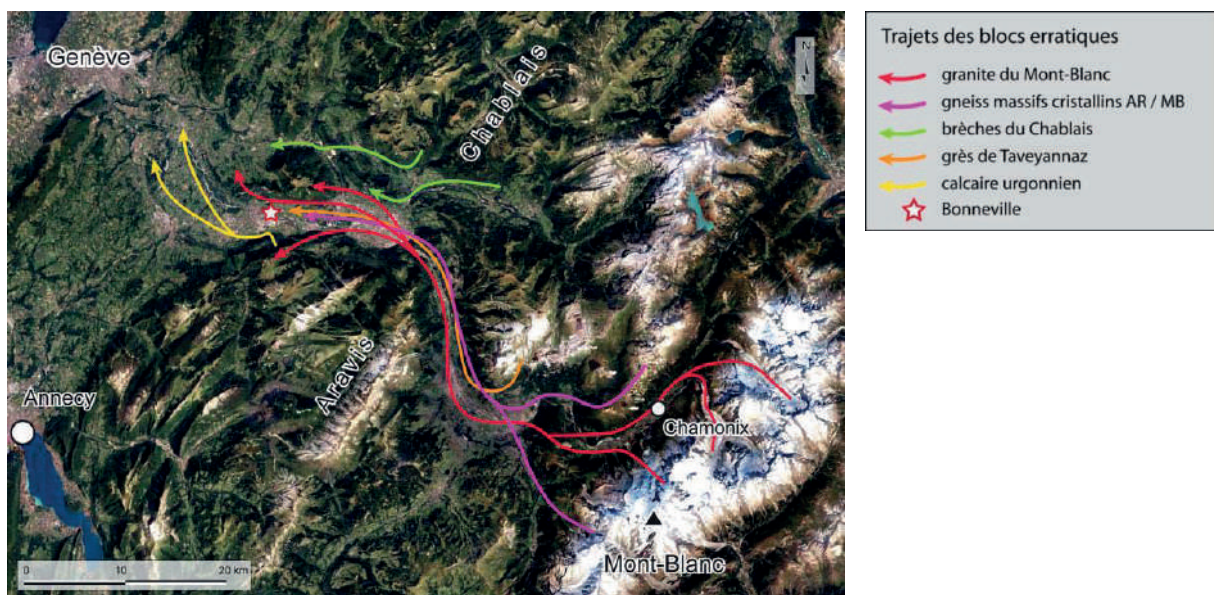 Genève
Chablais
N
Aravis
Annecy
Chamonix
Mont-Blanc
0 10 20 km
Trajets des blocs erratiques
granite du Mont-Blanc
gneiss massifs cristallins AR / MB
brèches du Chablais
grès de Taveyannaz
calcaire urgonnien
Bonneville